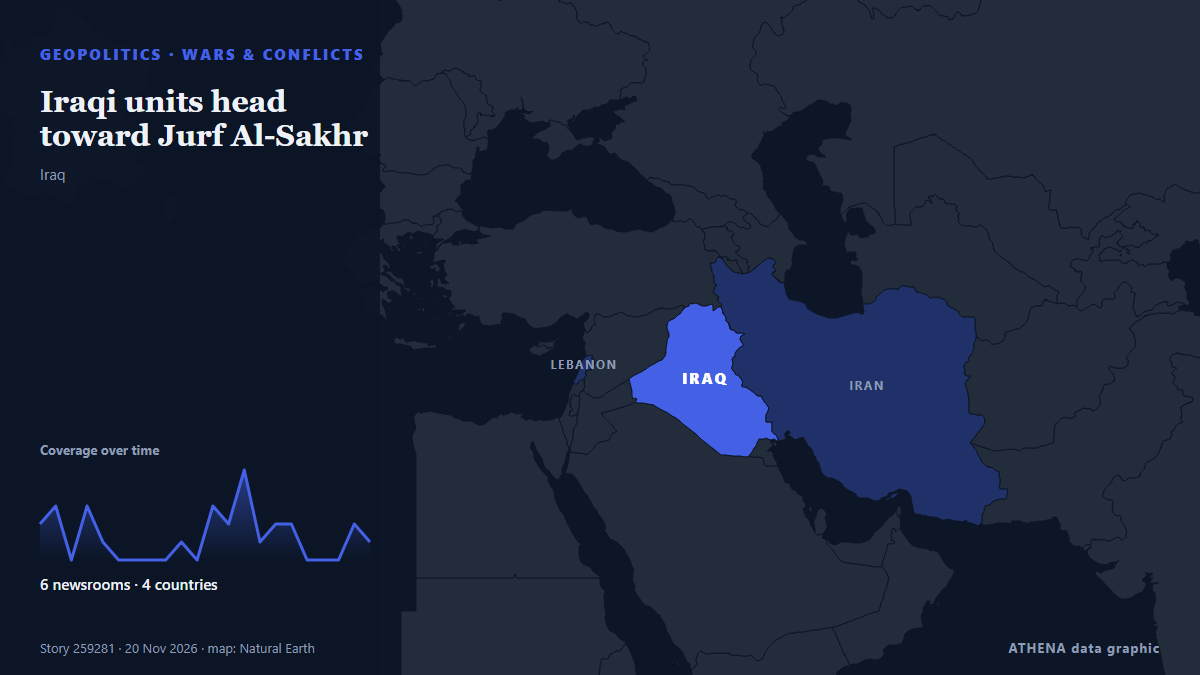 GEOPOLITICS · WARS & CONFLICTS
Iraqi units head
toward Jurf Al-Sakhr
Iraq
LEBANON
IRAQ
IRAN
Coverage over time
6 newsrooms · 4 countries
Story 259281 · 20 Nov 2026 · map: Natural Earth
ATHENA data graphic